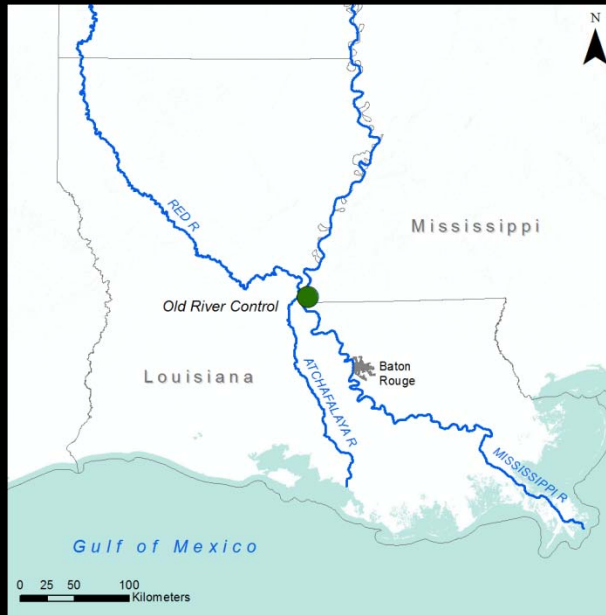 N
RED R
Mississippi
Old River Control
Louisiana
ATCHAFALAYA R
Baton
Rouge
MISSISSIPPI R
Gulf of Mexico
0 25 50 100
Kilometers